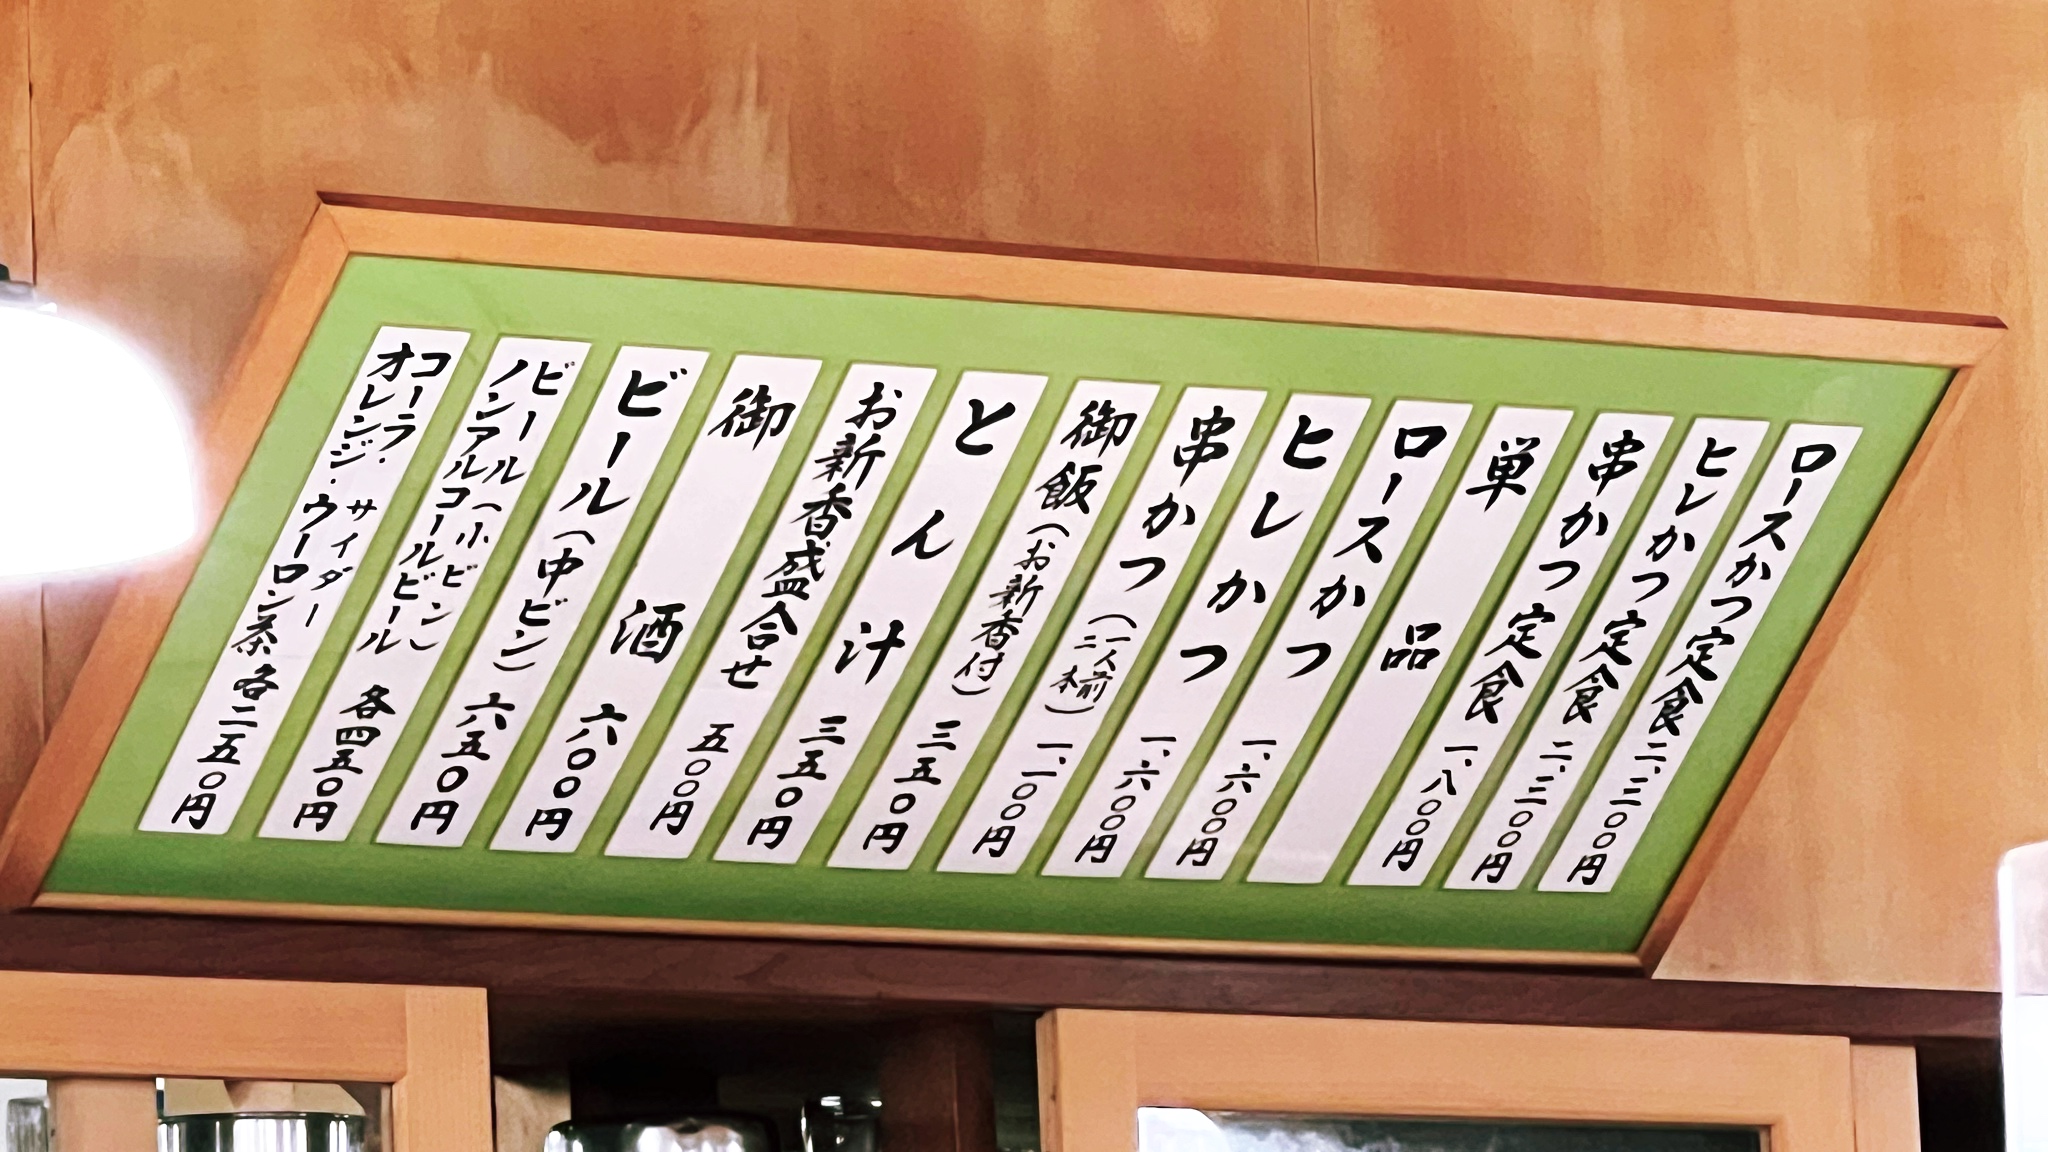 ロースかつ定食 二、三〇〇円
ヒレかつ定食 二、三〇〇円
串かつ定食 一、八〇〇円
単品
ロースかつ 一、六〇〇円
ヒレかつ 一、六〇〇円
串かつ（一人前二本） 一、一〇〇円
御飯（お新香付） 三五〇円
とん汁 三五〇円
お新香盛合せ 五〇〇円
御酒 六〇〇円
ビール（中ビン） 六五〇円
ビール（小ビン）
ノンアルコールビール 各四五〇円
コーラ・サイダー
オレンジ・ウーロン茶 各二五〇円